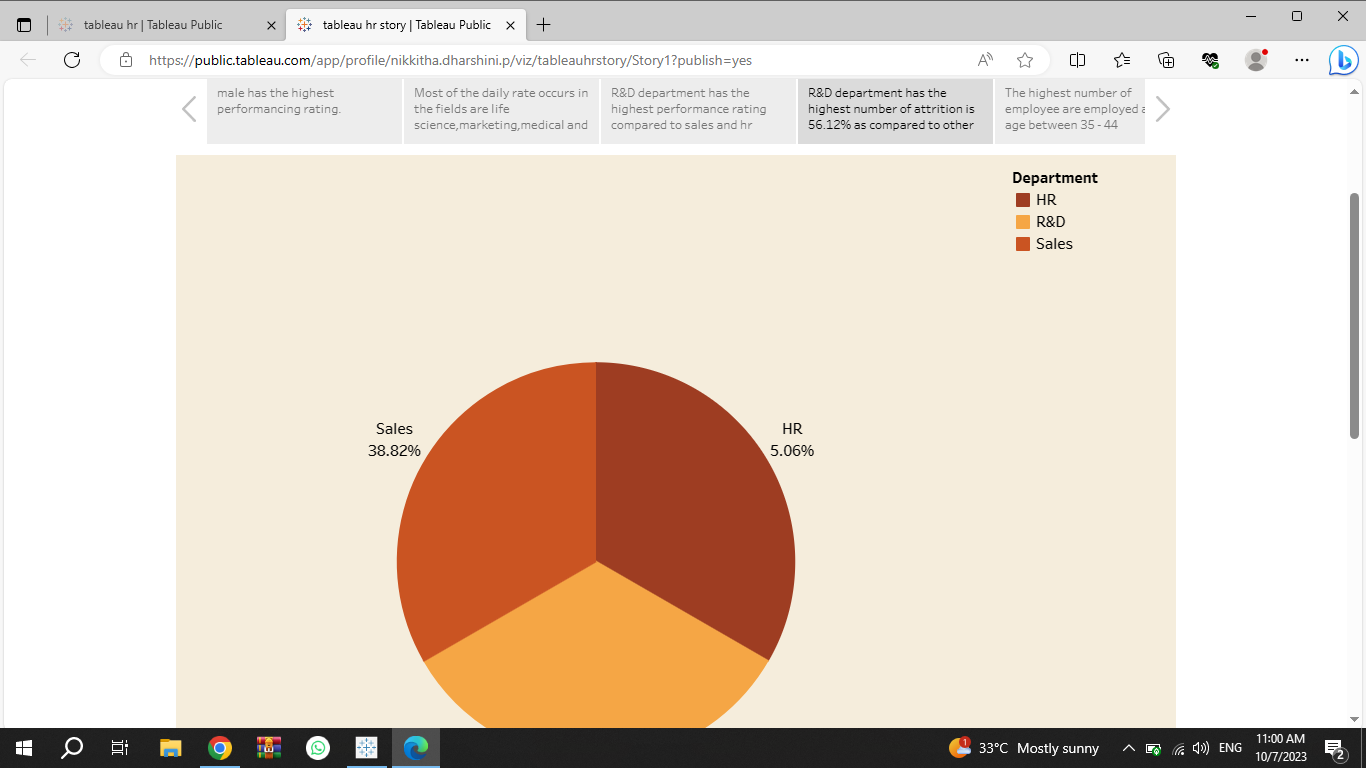 tableau hr | Tableau Public
tableau hr story | Tableau Public
https://public.tableau.com/app/profile/nikkitha.dharshini.p/viz/tableauhrstory/Story1?publish=yes
male has the highest
performancing rating.
Most of the daily rate occurs in
the fields are life
science,marketing,medical and
R&D department has the
highest performance rating
compared to sales and hr
R&D department has the
highest number of attrition is
56.12% as compared to other
The highest number of
employee are employed a
age between 35 - 44
Department
HR
R&D
Sales
Sales
38.82%
HR
5.06%
1
33°C Mostly sunny
ENG
11:00 AM
10/7/2023
2